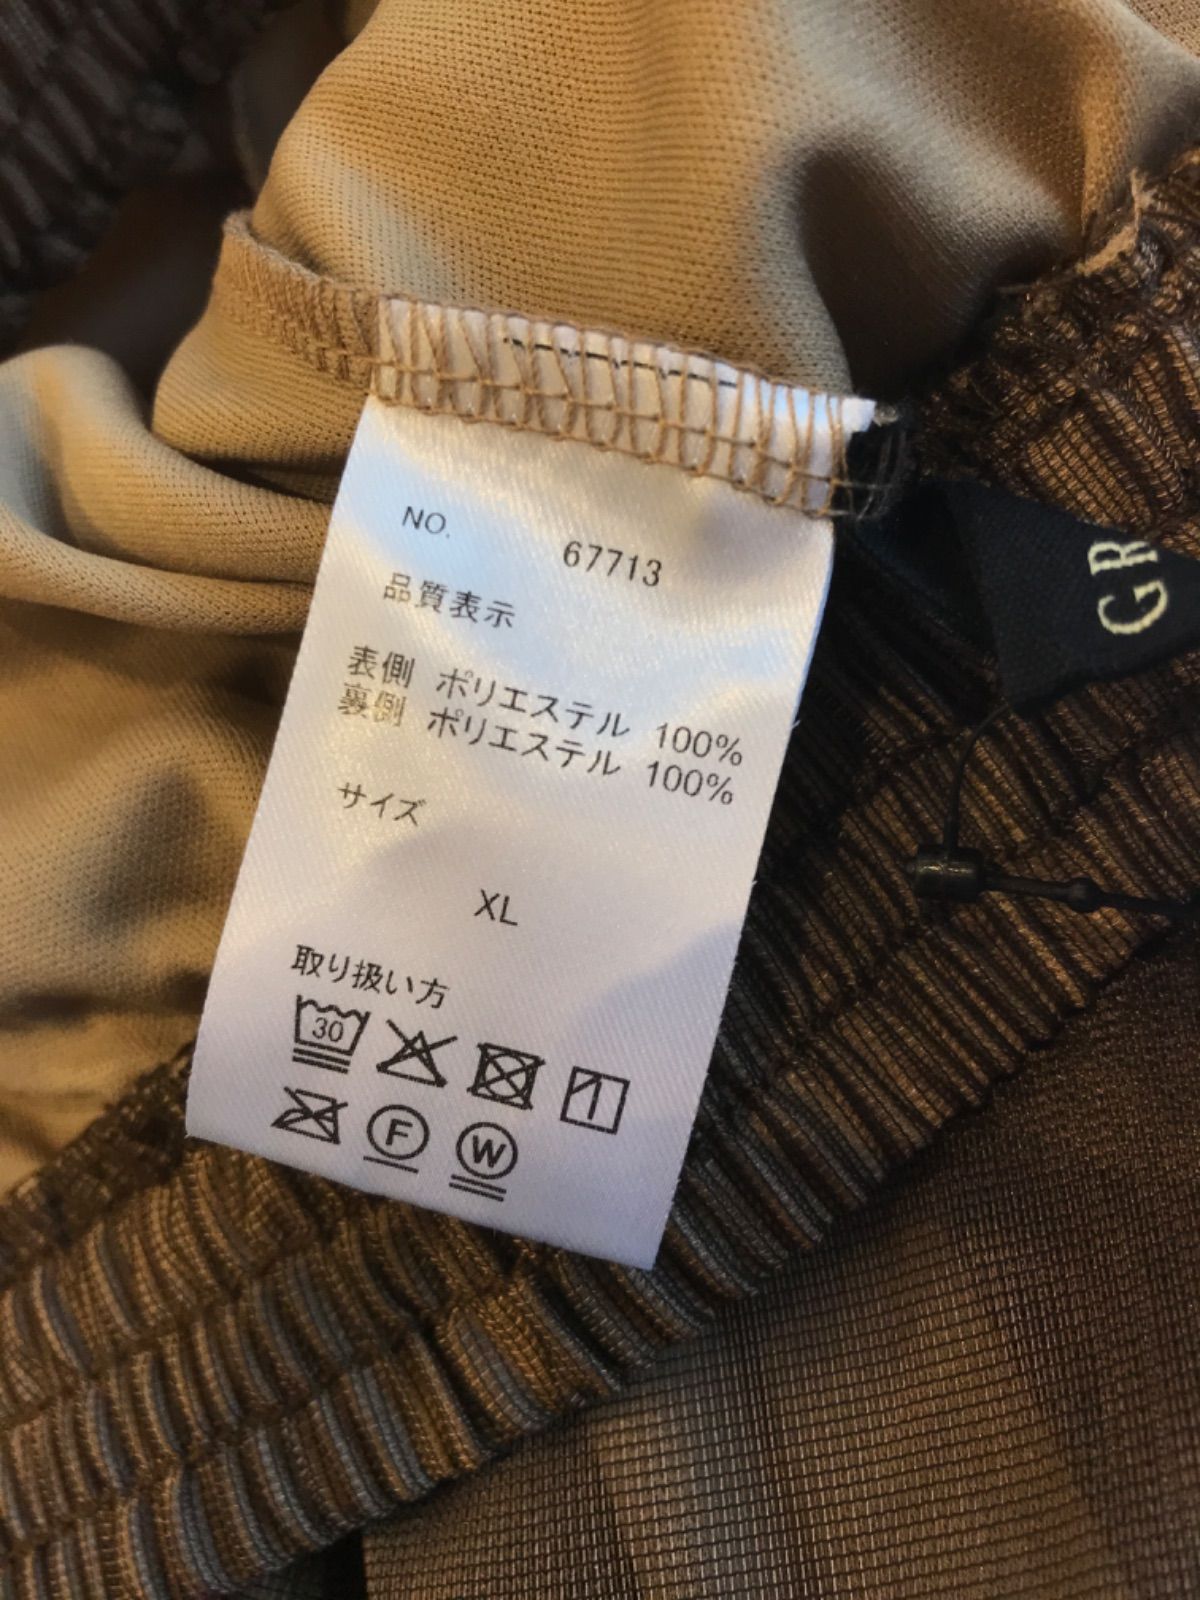 NO. 67713
品質表示
表側 ポリエステル 100%
裏側 ポリエステル 100%
サイズ
XL
取り扱い方
30
F W
GR